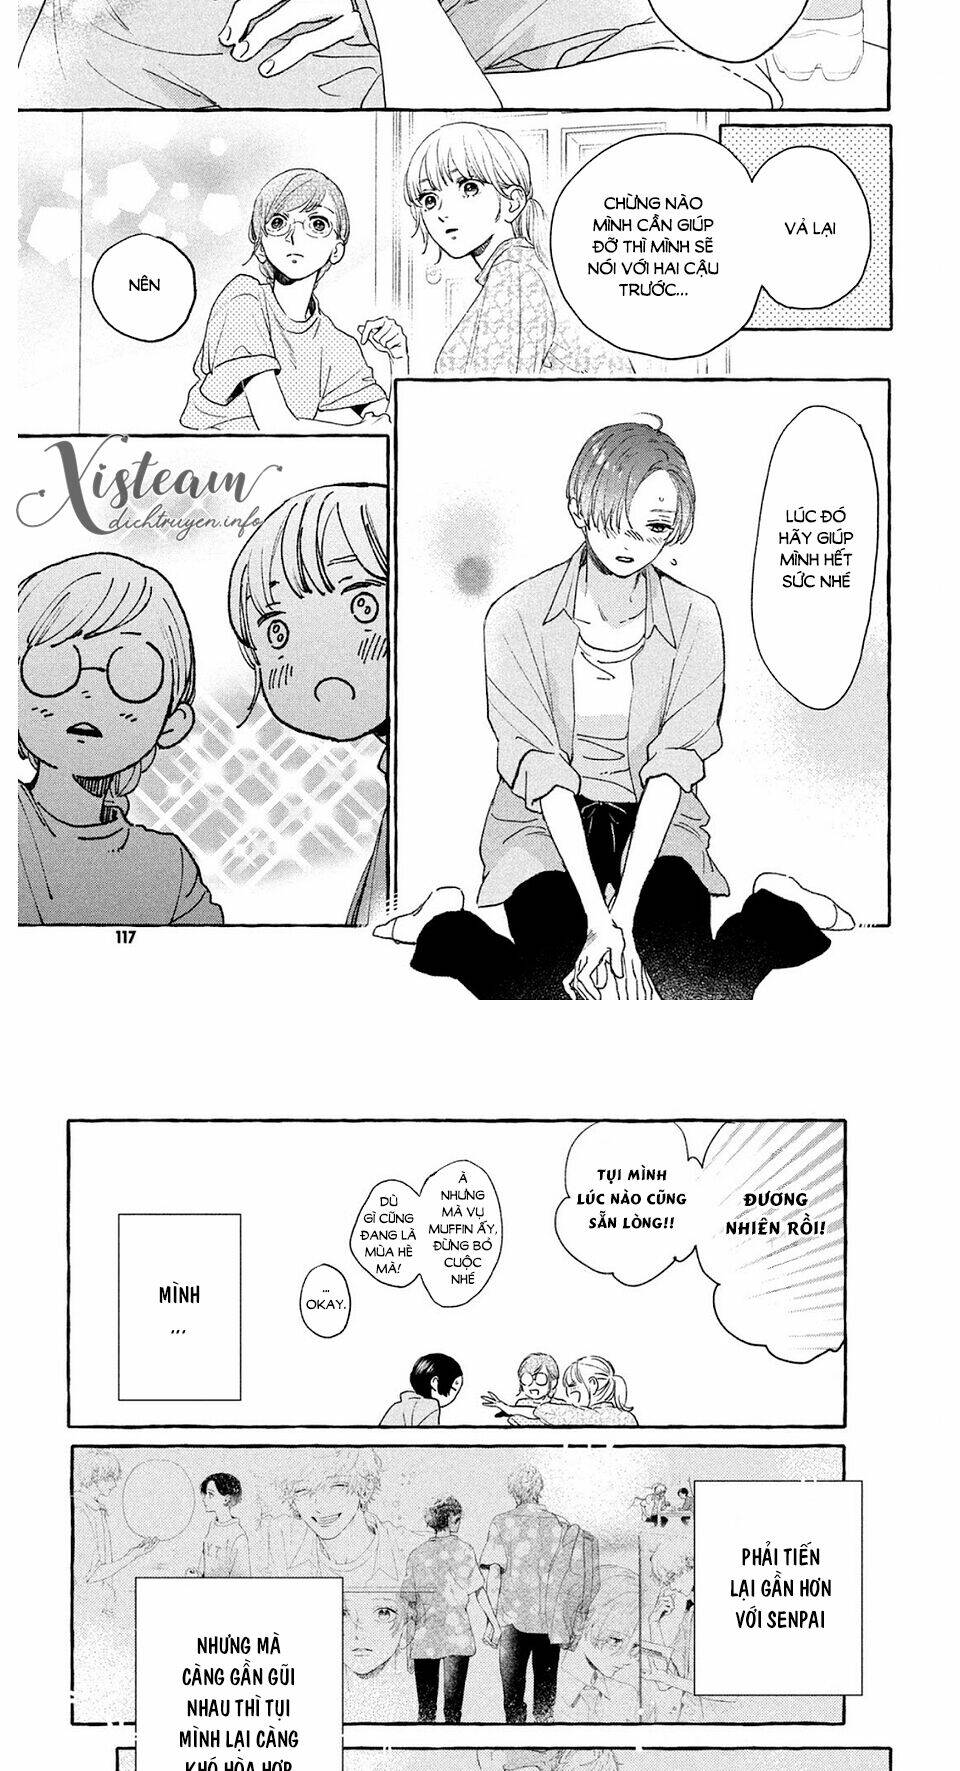 VẢ LẠI
CHỪNG NÀO
MÌNH CẦN GIÚP
ĐỠ THÌ MÌNH SẼ
NÓI VỚI HAI CẬU
TRƯỚC...
NÊN
LÚC ĐÓ
HÃY GIÚP
MÌNH HẾT
SỨC NHÉ
Xisteam
dichtruyen.info
117
ĐƯƠNG
NHIÊN RỒI!
TỤI MÌNH
LÚC NÀO CŨNG
SẴN LÒNG!!
À
NHƯNG
MÀ VỤ
MUFFIN ẤY,
ĐỪNG BỎ
CUỘC
NHÉ
DÙ
GÌ CŨNG
ĐANG LÀ
MÙA HÈ
MÀ!
...
OKAY.
MÌNH
...
PHẢI TIẾN
LẠI GẦN HƠN
VỚI SENPAI
NHƯNG MÀ
CÀNG GẦN GŨI
NHAU THÌ TỤI
MÌNH LẠI CÀNG
KHÓ HÒA HỢP